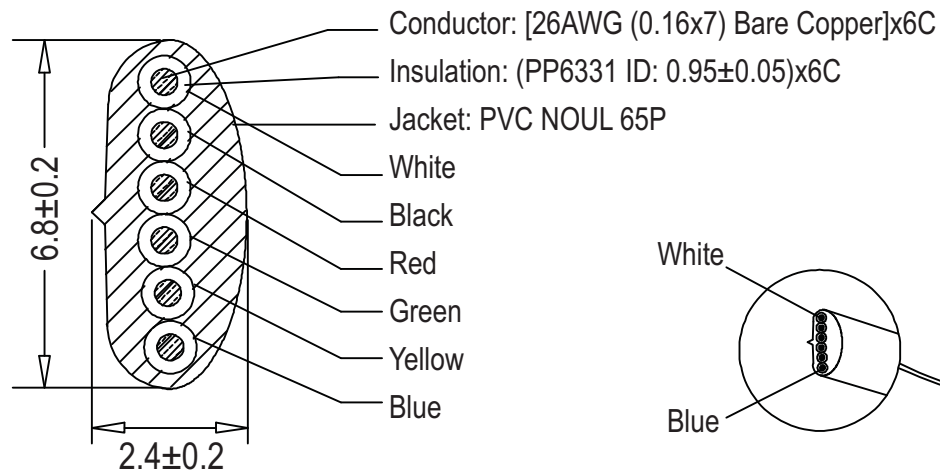 Conductor: [26AWG (0.16x7) Bare Copper]x6C
Insulation: (PP6331 ID: 0.95±0.05)x6C
Jacket: PVC NOUL 65P
White
Black
Red
Green
Yellow
Blue
6.8±0.2
2.4±0.2
White
Blue